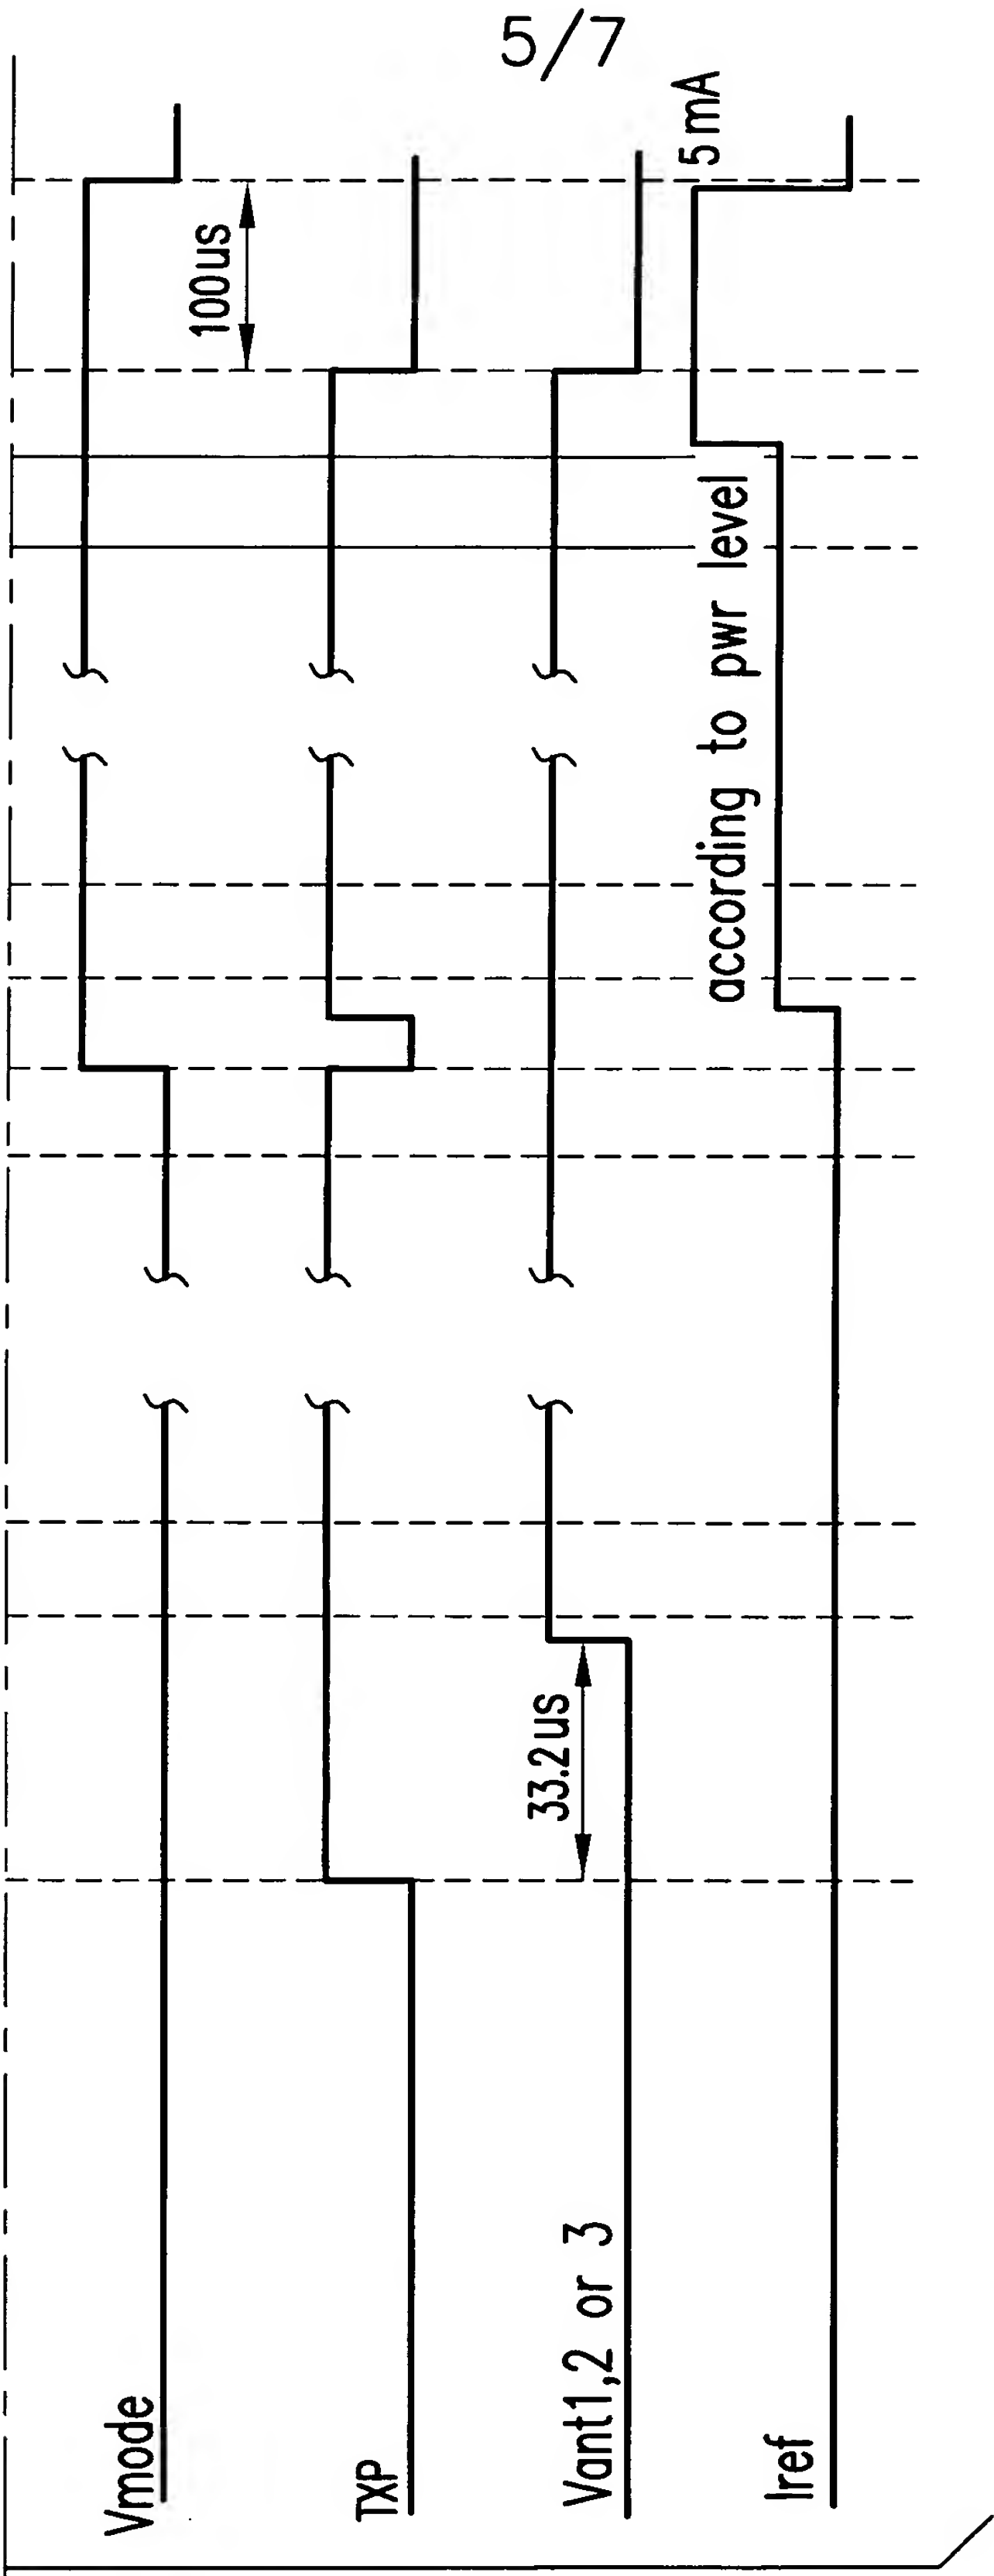 5/7
Vmode
100us
TXP
Vant1,2 or 3
33.2us
Iref
according to pwr level
5mA